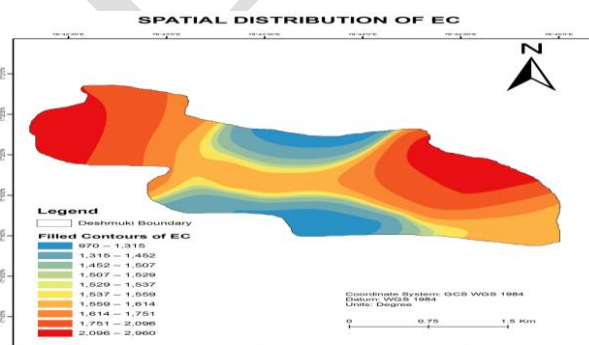 SPATIAL DISTRIBUTION OF EC
N
Legend
Deshmuki Boundary
Filled Contours of EC
970 – 1,315
1,315 – 1,452
1,452 – 1,507
1,507 – 1,529
1,529 – 1,537
1,537 – 1,559
1,559 – 1,614
1,614 – 1,751
1,751 – 2,096
2,096 – 2,960
Coordinate System: GCS WGS 1984
Datum: WGS 1984
Units: Degree
0 0.75 1.5 Km